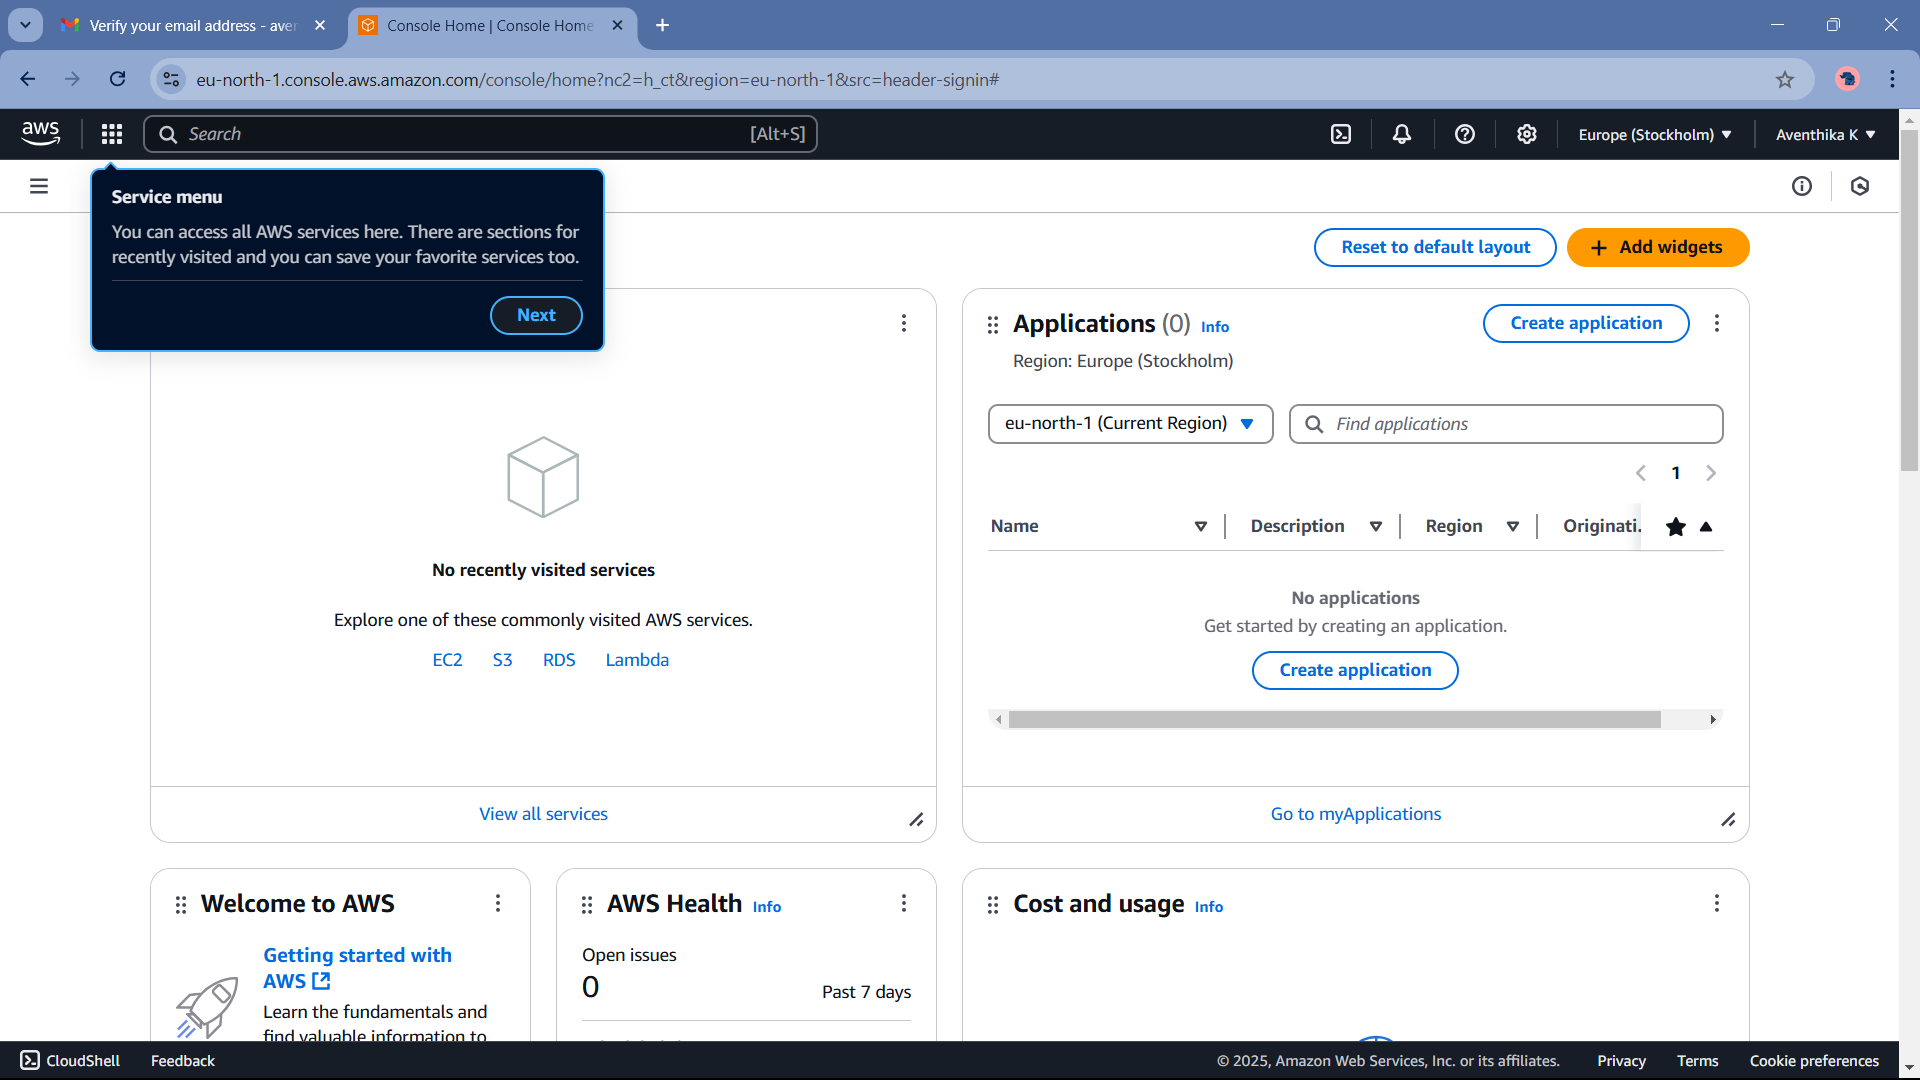 Verify your email address - aven
Console Home | Console Home
eu-north-1.console.aws.amazon.com/console/home?nc2=h_ct&region=eu-north-1&src=header-signin#
aws
Search
[Alt+S]
Europe (Stockholm)
Aventhika K
Service menu
You can access all AWS services here. There are sections for
recently visited and you can save your favorite services too.
Next
Reset to default layout
+ Add widgets
No recently visited services
Explore one of these commonly visited AWS services.
EC2 S3 RDS Lambda
View all services
Applications (0) Info
Create application
Region: Europe (Stockholm)
eu-north-1 (Current Region)
Find applications
1
Name Description Region Originati.
No applications
Get started by creating an application.
Create application
Go to myApplications
Welcome to AWS
Getting started with
AWS
Learn the fundamentals and
find valuable information to
AWS Health Info
Open issues
0
Past 7 days
Cost and usage Info
CloudShell
Feedback
© 2025, Amazon Web Services, Inc. or its affiliates.
Privacy
Terms
Cookie preferences